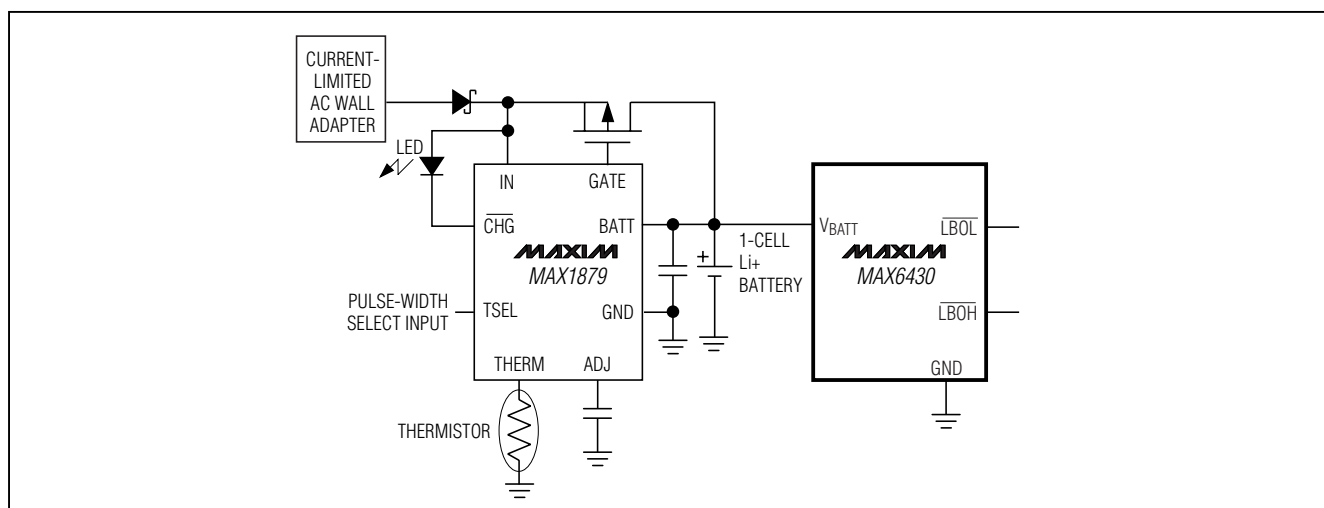 CURRENT-
LIMITED
AC WALL
ADAPTER
LED
IN
GATE
CHG
BATT
MAXIM
MAX1879
PULSE-WIDTH
SELECT INPUT
TSEL
GND
THERM
ADJ
THERMISTOR
+
1-CELL
Li+
BATTERY
VBATT
LBOL
MAXIM
MAX6430
LBOH
GND